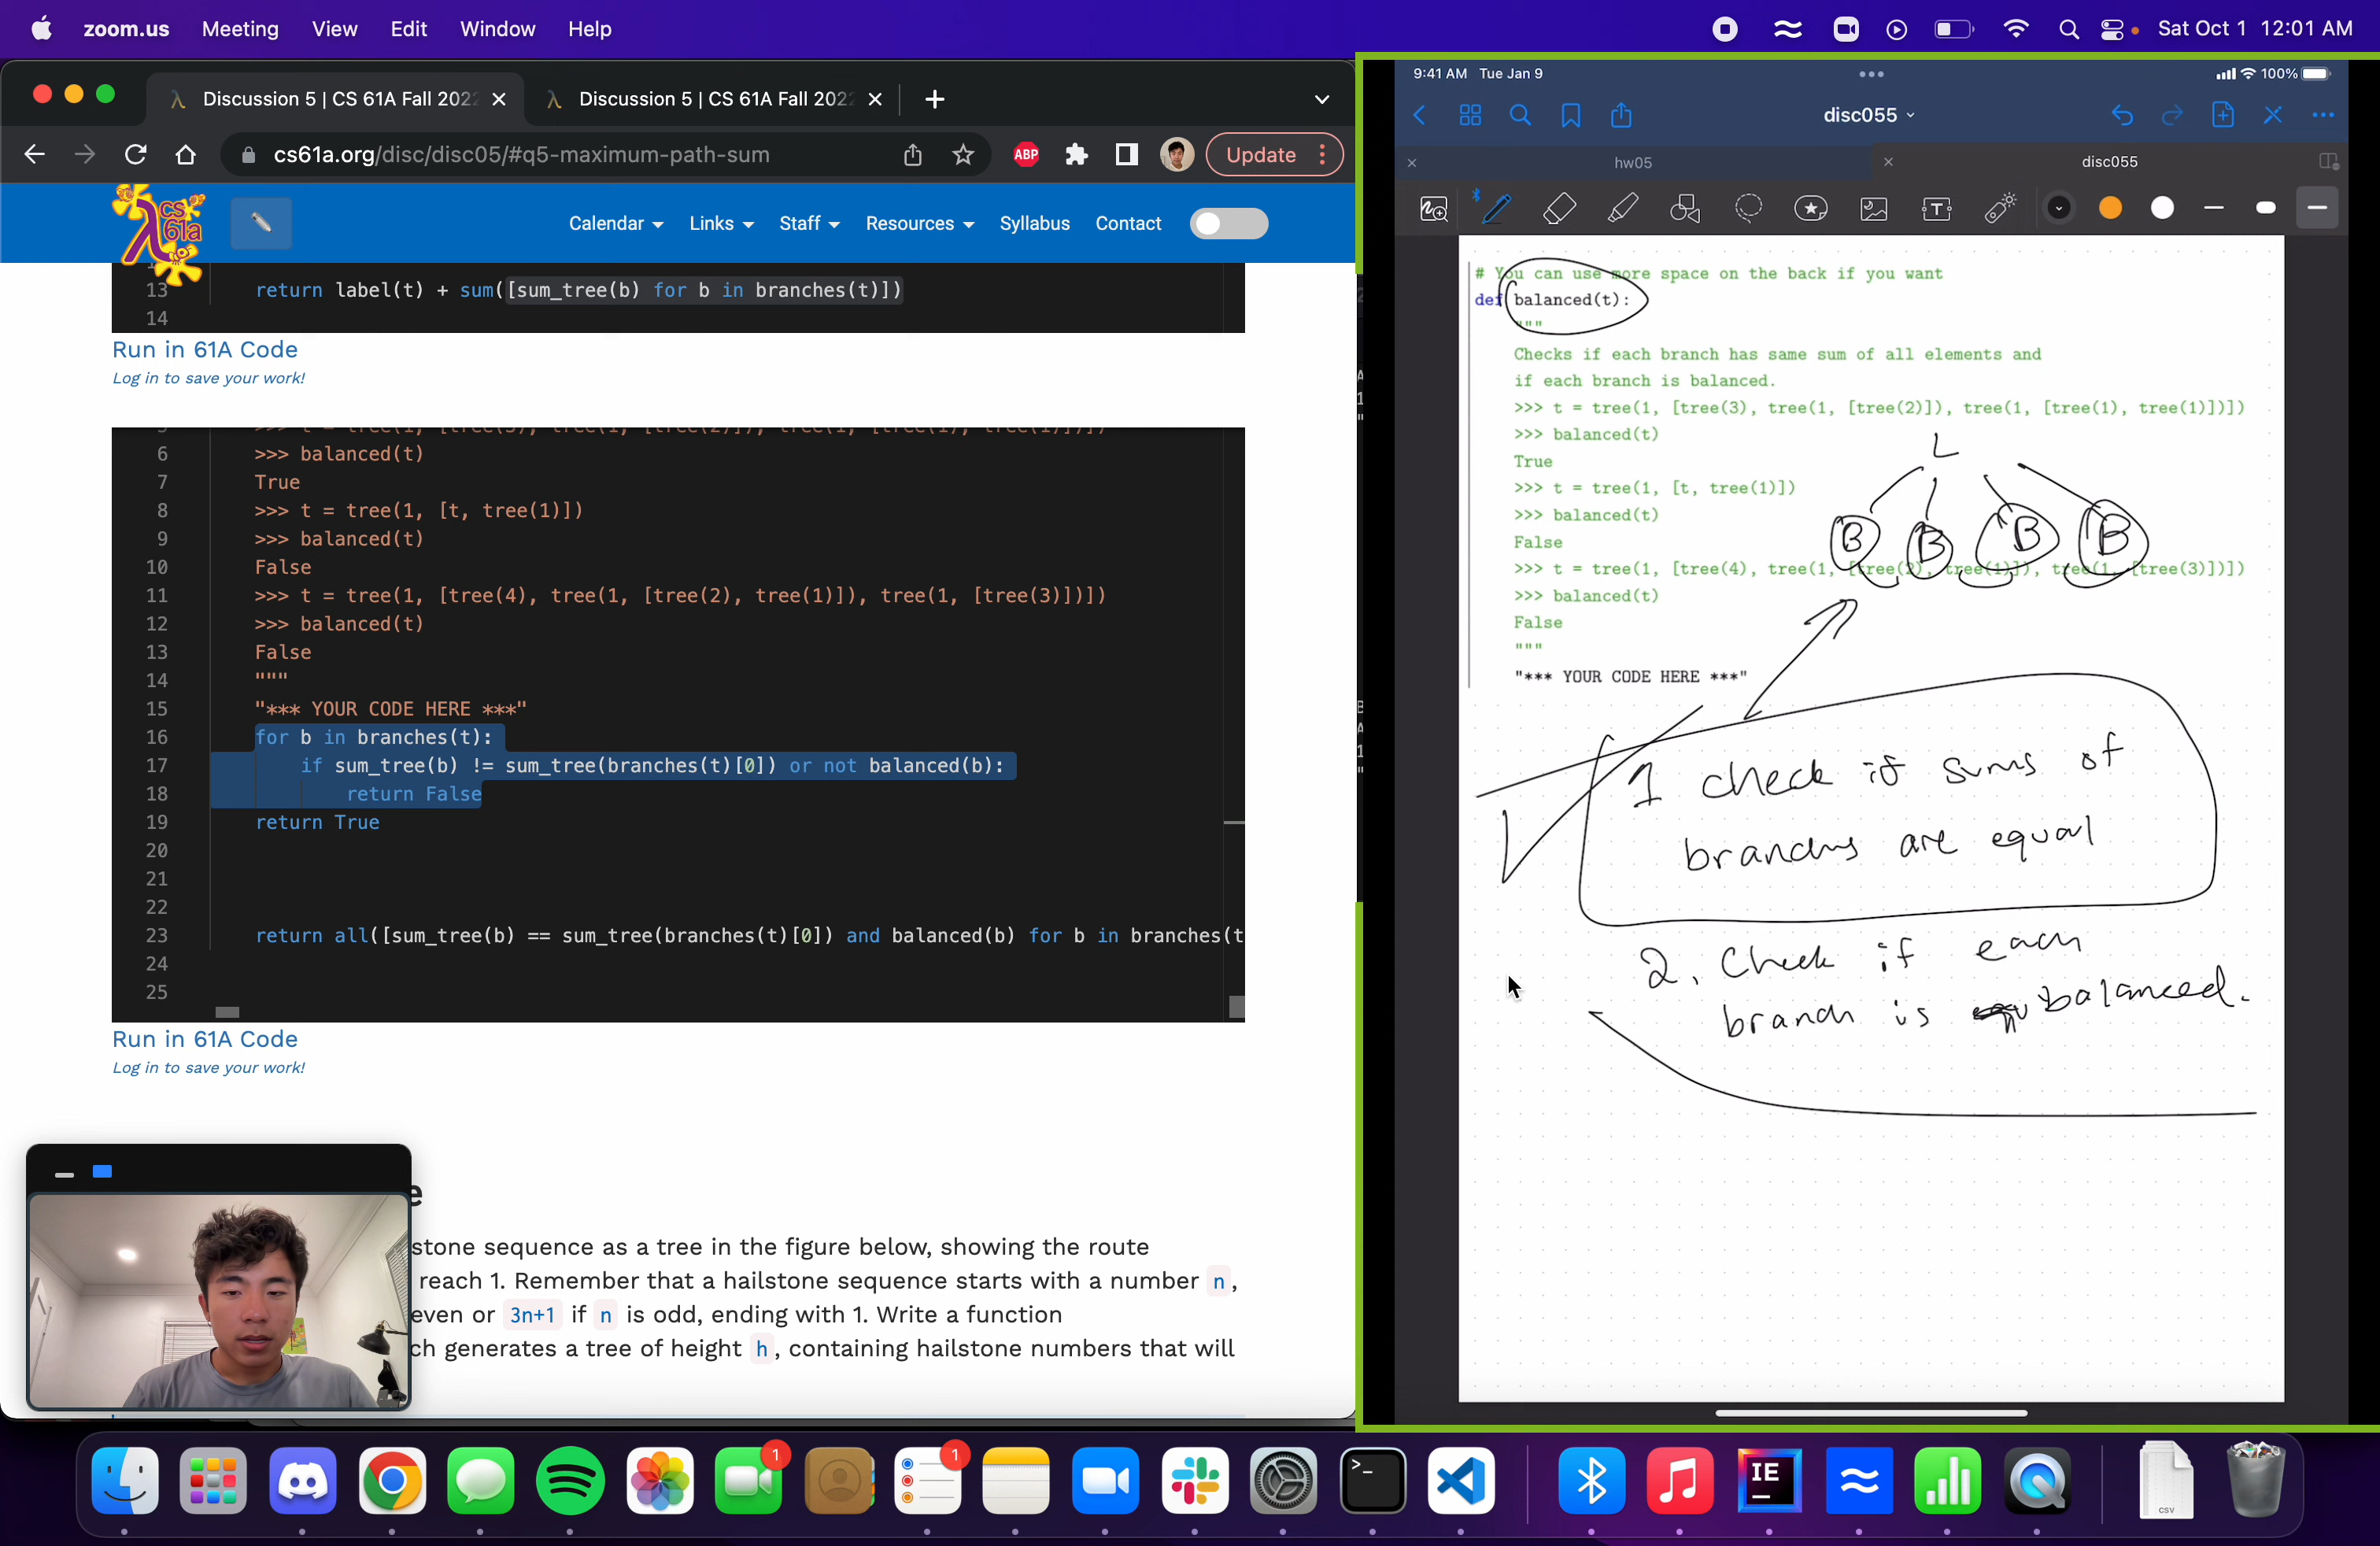 zoom.us Meeting View Edit Window Help
Sat Oct 1 12:01 AM
Discussion 5 | CS 61A Fall 202
Discussion 5 | CS 61A Fall 202
cs61a.org/disc/disc05/#q5-maximum-path-sum
ABP
Update
cs 61a
Calendar Links Staff Resources Syllabus Contact
13 return label(t) + sum([sum_tree(b) for b in branches(t)])
14
Run in 61A Code
Log in to save your work!
6 >>> balanced(t)
7 True
8 >>> t = tree(1, [t, tree(1)])
9 >>> balanced(t)
10 False
11 >>> t = tree(1, [tree(4), tree(1, [tree(2), tree(1)]), tree(1, [tree(3)])])
12 >>> balanced(t)
13 False
14 """
15 "*** YOUR CODE HERE ***"
16 for b in branches(t):
17 if sum_tree(b) != sum_tree(branches(t)[0]) or not balanced(b):
18 return False
19 return True
20
21
22
23 return all([sum_tree(b) == sum_tree(branches(t)[0]) and balanced(b) for b in branches(t
24
25
Run in 61A Code
Log in to save your work!
e
stone sequence as a tree in the figure below, showing the route
reach 1. Remember that a hailstone sequence starts with a number n,
even or 3n+1 if n is odd, ending with 1. Write a function
ch generates a tree of height h, containing hailstone numbers that will
9:41 AM Tue Jan 9
100%
disc055
hw05
disc055
# You can use more space on the back if you want
def balanced(t):
"""
Checks if each branch has same sum of all elements and
if each branch is balanced.
>>> t = tree(1, [tree(3), tree(1, [tree(2)]), tree(1, [tree(1), tree(1)])])
>>> balanced(t)
L
True
>>> t = tree(1, [t, tree(1)])
>>> balanced(t)
B B B B
False
>>> t = tree(1, [tree(4), tree(1, [tree(2), tree(1)]), tree(1, [tree(3)])])
>>> balanced(t)
False
"""
"*** YOUR CODE HERE ***"
1 check if sums of
branches are equal
2. Check if each
branch is balanced.
1
1
>_
IE
CSV